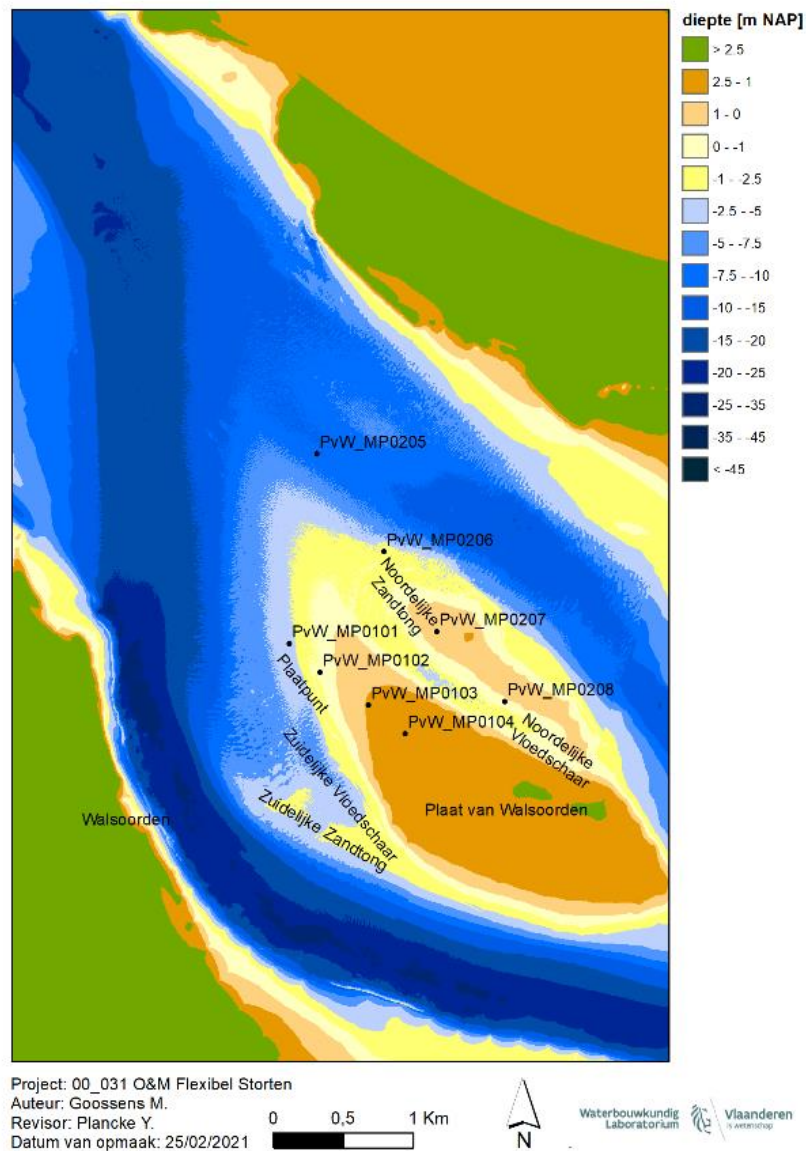 diepte [m NAP]
> 2.5
2.5 - 1
1 - 0
0 - -1
-1 - -2.5
-2.5 - -5
-5 - -7.5
-7.5 - -10
-10 - -15
-15 - -20
-20 - -25
-25 - -35
-35 - -45
< -45
PvW_MP0205
PvW_MP0206
Noordelijke
Zandtong
PvW_MP0207
PvW_MP0101
PvW_MP0102
Plaatpunt
PvW_MP0103
PvW_MP0208
PvW_MP0104
Noordelijke
Vloedschaar
Zuidelijke Vloedschaar
Zuidelijke Zandtong
Plaat van Walsoorden
Walsoorden
Project: 00_031 O&M Flexibel Storten
Auteur: Goossens M.
Revisor: Plancke Y.
Datum van opmaak: 25/02/2021
0 0,5 1 Km
N
Waterbouwkundig
Laboratorium
Vlaanderen
is wetenschap